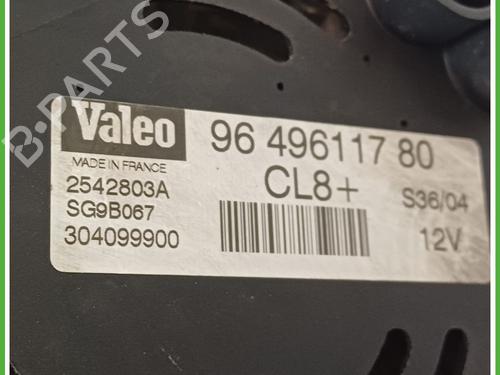 B-PARTS
Valeo
96 496117 80
MADE IN FRANCE
CL8+
2542803A
S36/04
SG9B067
12V
304099900